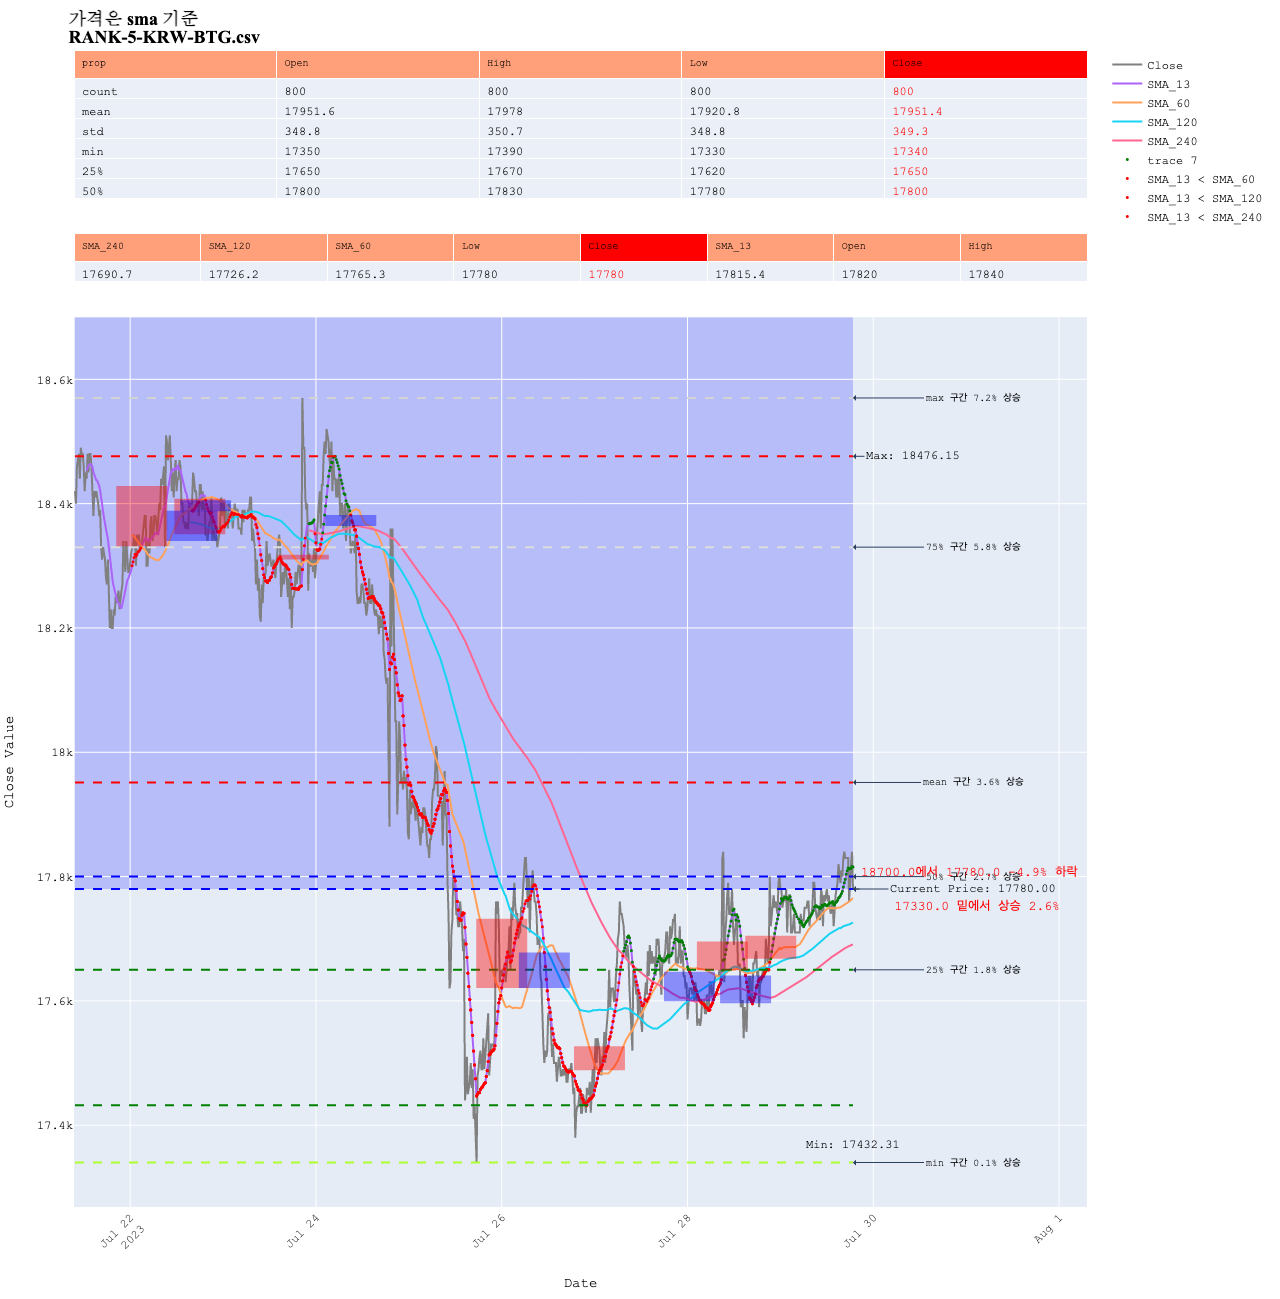 가격은 sma 기준
RANK-5-KRW-BTG.csv
prop Open High Low Close
count 800 800 800 800
mean 17951.6 17978 17920.8 17951.4
std 348.8 350.7 348.8 349.3
min 17350 17390 17330 17340
25% 17650 17670 17620 17650
50% 17800 17830 17780 17800
Close
SMA_13
SMA_60
SMA_120
SMA_240
trace 7
SMA_13 < SMA_60
SMA_13 < SMA_120
SMA_13 < SMA_240
SMA_240 SMA_120 SMA_60 Low Close SMA_13 Open High
17690.7 17726.2 17765.3 17780 17780 17815.4 17820 17840
Close Value
18.6k
18.4k
18.2k
18k
17.8k
17.6k
17.4k
max 구간 7.2% 상승
Max: 18476.15
75% 구간 5.8% 상승
mean 구간 3.6% 상승
18700.0에서 17780.0 -4.9% 하락
50% 구간 2.7% 상승
Current Price: 17780.00
17330.0 밑에서 상승 2.6%
25% 구간 1.8% 상승
Min: 17432.31
min 구간 0.1% 상승
Jul 22
2023
Jul 24
Jul 26
Jul 28
Jul 30
Aug 1
Date